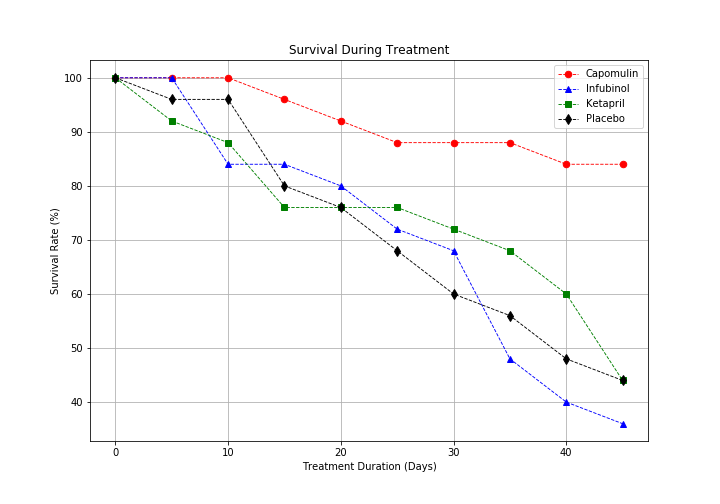 Survival During Treatment
Capomulin
Infubinol
Ketapril
Placebo
100
90
80
70
60
50
40
Survival Rate (%)
0 10 20 30 40
Treatment Duration (Days)